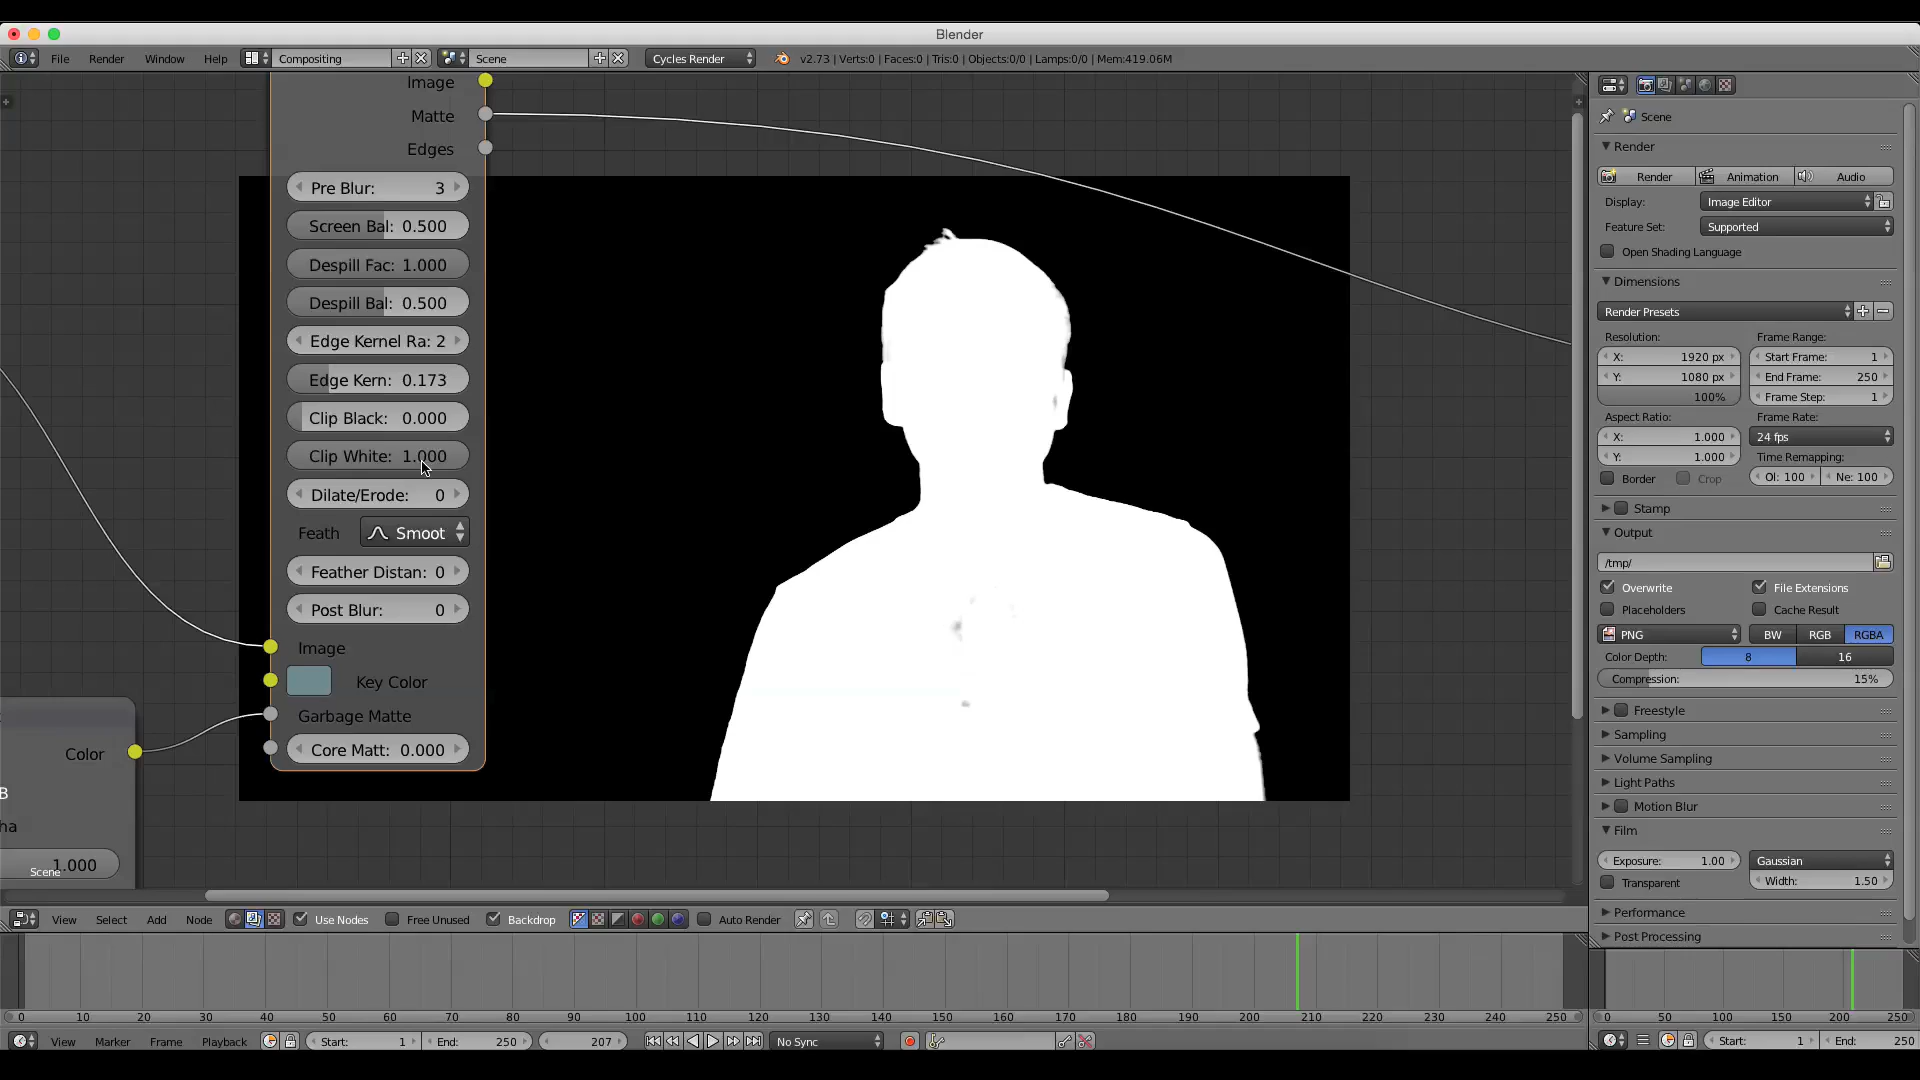 Blender
File Render Window Help Compositing Scene Cycles Render v2.73 | Verts:0 | Faces:0 | Tris:0 | Objects:0/0 | Lamps:0/0 | Mem:419.06M
Image
Matte
Edges
Pre Blur: 3
Screen Bal: 0.500
Despill Fac: 1.000
Despill Bal: 0.500
Edge Kernel Ra: 2
Edge Kern: 0.173
Clip Black: 0.000
Clip White: 1.000
Dilate/Erode: 0
Feath Smoot
Feather Distan: 0
Post Blur: 0
Image
Key Color
Garbage Matte
Core Matt: 0.000
Color
B
ha
1.000
Scene
Scene
Render
Render Animation Audio
Display: Image Editor
Feature Set: Supported
Open Shading Language
Dimensions
Render Presets
Resolution: Frame Range:
X: 1920 px Start Frame: 1
Y: 1080 px End Frame: 250
100% Frame Step: 1
Aspect Ratio: Frame Rate:
X: 1.000 24 fps
Y: 1.000 Time Remapping:
Border Crop Ol: 100 Ne: 100
Stamp
Output
/tmp/
Overwrite File Extensions
Placeholders Cache Result
PNG BW RGB RGBA
Color Depth: 8 16
Compression: 15%
Freestyle
Sampling
Volume Sampling
Light Paths
Motion Blur
Film
Exposure: 1.00 Gaussian
Transparent Width: 1.50
Performance
Post Processing
View Select Add Node Use Nodes Free Unused Backdrop Auto Render
0 10 20 30 40 50 60 70 80 90 100 110 120 130 140 150 160 170 180 190 200 210 220 230 240 250
0 50 100 150 200 250
View Marker Frame Playback Start: 1 End: 250 207 No Sync
Start: 1 End: 250